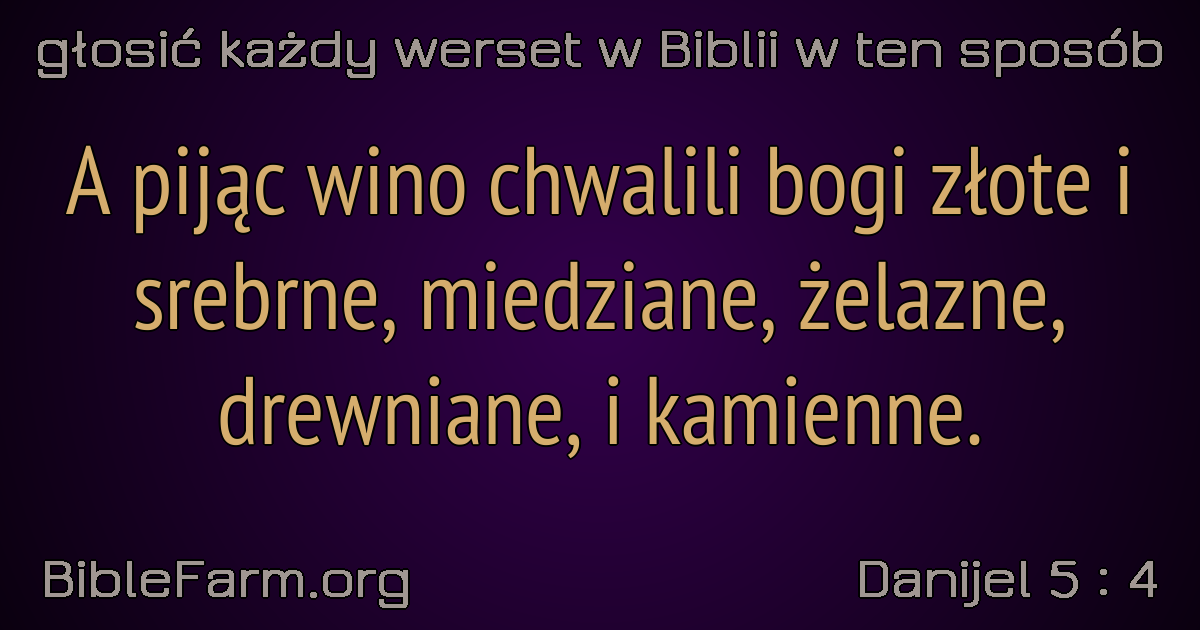 głosić każdy werset w Biblii w ten sposób
A pijąc wino chwalili bogi złote i
srebrne, miedziane, żelazne,
drewniane, i kamienne.
BibleFarm.org
Danijel 5 : 4